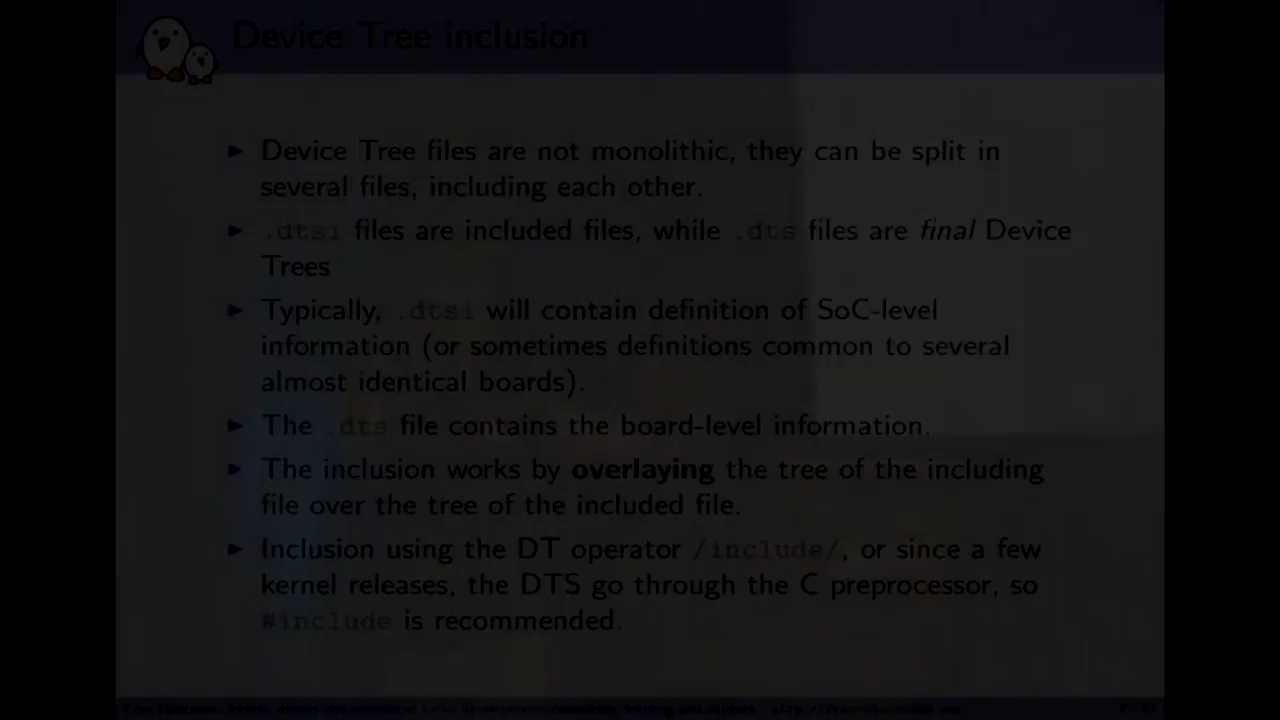 Device Tree inclusion
▶ Device Tree files are not monolithic, they can be split in
several files, including each other.
▶ .dtsi files are included files, while .dts files are final Device
Trees
▶ Typically, .dtsi will contain definition of SoC-level
information (or sometimes definitions common to several
almost identical boards).
▶ The .dts file contains the board-level information.
▶ The inclusion works by overlaying the tree of the including
file over the tree of the included file.
▶ Inclusion using the DT operator /include/, or since a few
kernel releases, the DTS go through the C preprocessor, so
#include is recommended.